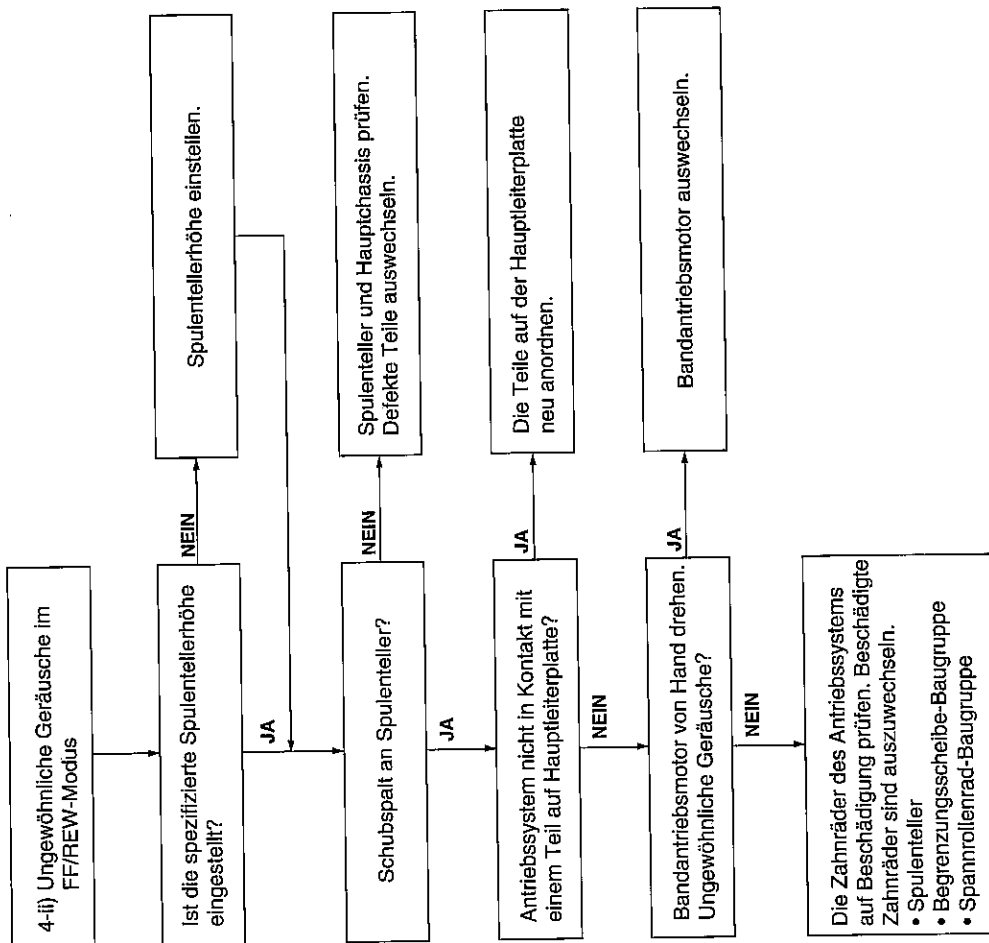 4-ii) Ungewöhnliche Geräusche im
FF/REW-Modus
Ist die spezifizierte Spulentellerhöhe
eingestellt?
NEIN
Spulentellerhöhe einstellen.
JA
Schubspalt an Spulenteller?
NEIN
Spulenteller und Hauptchassis prüfen.
Defekte Teile auswechseln.
JA
Antriebssystem nicht in Kontakt mit
einem Teil auf Hauptleiterplatte?
JA
Die Teile auf der Hauptleiterplatte
neu anordnen.
NEIN
Bandantriebsmotor von Hand drehen.
Ungewöhnliche Geräusche?
JA
Bandantriebsmotor auswechseln.
NEIN
Die Zahnräder des Antriebssystems
auf Beschädigung prüfen. Beschädigte
Zahnräder sind auszuwechseln.
• Spulenteller
• Begrenzungsscheibe-Baugruppe
• Spannrollenrad-Baugruppe